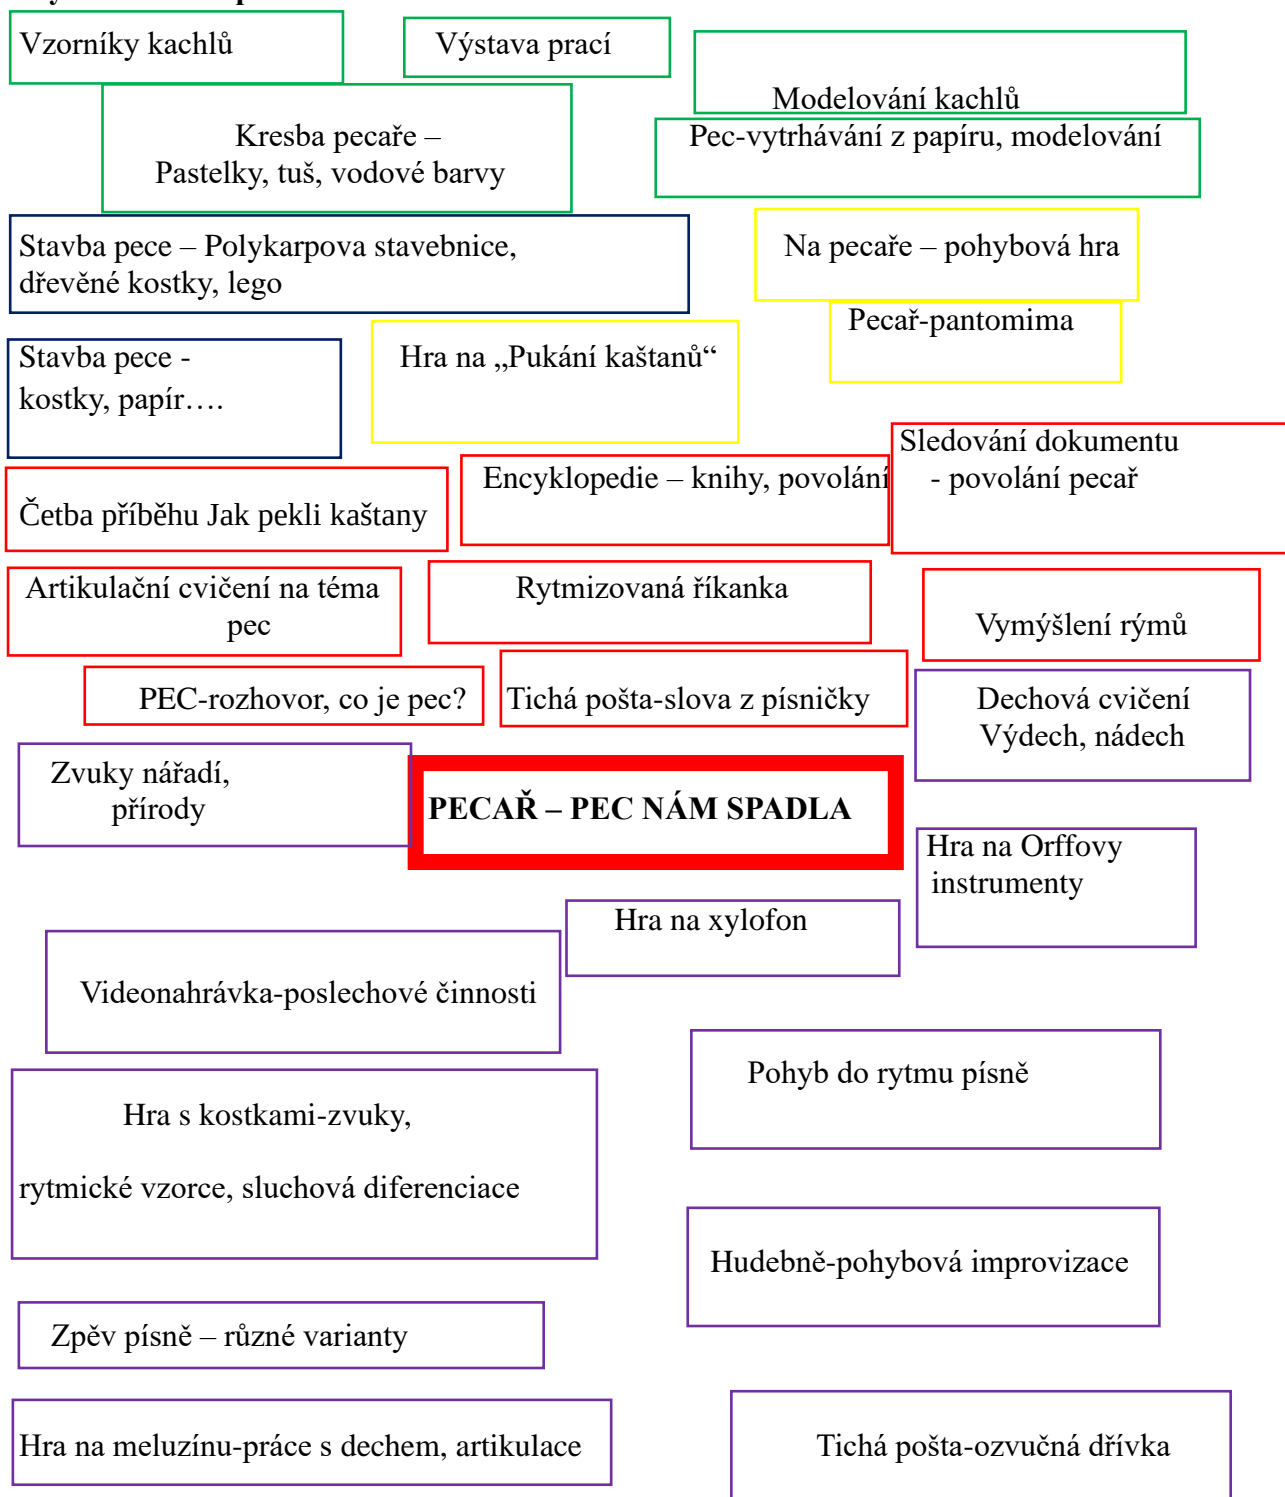 Vzorníky kachlů
Výstava prací
Modelování kachlů
Kresba pecaře –
Pastelky, tuš, vodové barvy
Pec-vytrhávání z papíru, modelování
Stavba pece – Polykarpova stavebnice,
dřevěné kostky, lego
Na pecaře – pohybová hra
Pecař-pantomima
Stavba pece -
kostky, papír….
Hra na „Pukání kaštanů“
Sledování dokumentu
- povolání pecař
Encyklopedie – knihy, povolání
Četba příběhu Jak pekli kaštany
Artikulační cvičení na téma
pec
Rytmizovaná říkanka
Vymýšlení rýmů
PEC-rozhovor, co je pec?
Tichá pošta-slova z písničky
Dechová cvičení
Výdech, nádech
Zvuky nářadí,
přírody
PECAŘ – PEC NÁM SPADLA
Hra na Orffovy
instrumenty
Hra na xylofon
Videonahrávka-poslechové činnosti
Pohyb do rytmu písně
Hra s kostkami-zvuky,
rytmické vzorce, sluchová diferenciace
Hudebně-pohybová improvizace
Zpěv písně – různé varianty
Hra na meluzínu-práce s dechem, artikulace
Tichá pošta-ozvučná dřívka